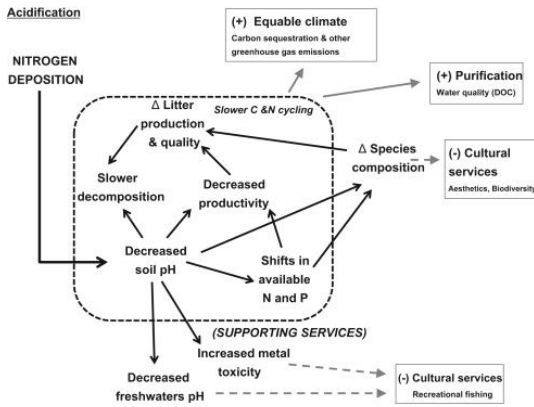 Acidification
NITROGEN
DEPOSITION
(+) Equable climate
Carbon sequestration & other
greenhouse gas emissions
(+) Purification
Water quality (DOC)
Δ Litter
production
& quality
Slower C &N cycling
Δ Species
composition
(-) Cultural
services
Aesthetics, Biodiversity
Slower
decomposition
Decreased
productivity
Decreased
soil pH
Shifts in
available
N and P
(SUPPORTING SERVICES)
Increased metal
toxicity
Decreased
freshwaters pH
(-) Cultural services
Recreational fishing